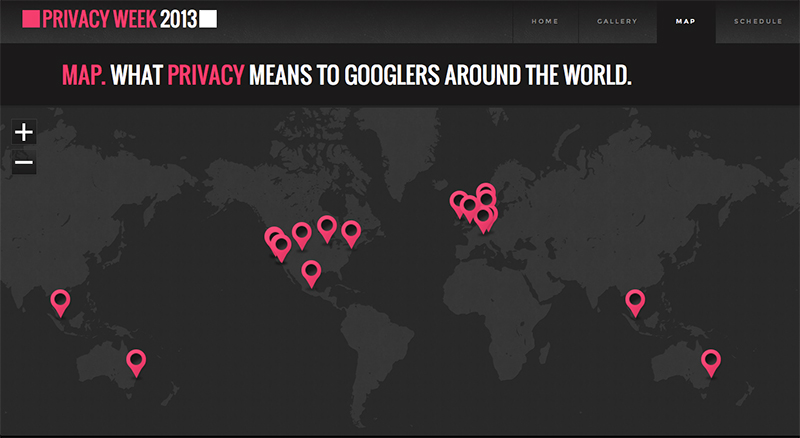 PRIVACY WEEK 2013
HOME GALLERY MAP SCHEDULE
MAP. WHAT PRIVACY MEANS TO GOOGLERS AROUND THE WORLD.
+
−